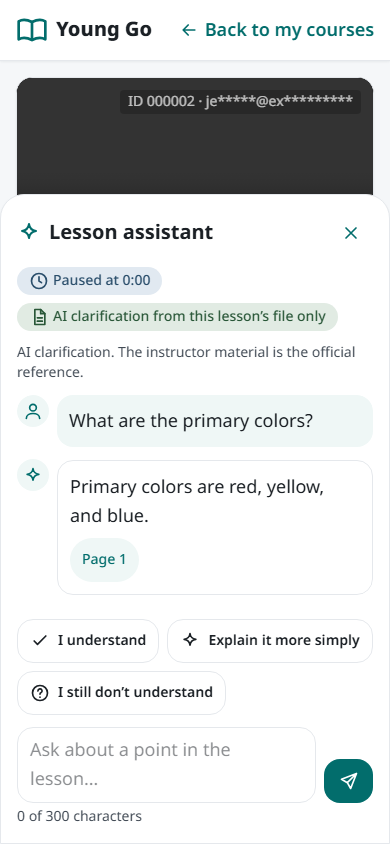 Young Go
← Back to my courses
ID 000002 · je*****@ex*********
Lesson assistant
Paused at 0:00
AI clarification from this lesson's file only
AI clarification. The instructor material is the official
reference.
What are the primary colors?
Primary colors are red, yellow,
and blue.
Page 1
I understand
Explain it more simply
I still don't understand
Ask about a point in the
lesson...
0 of 300 characters